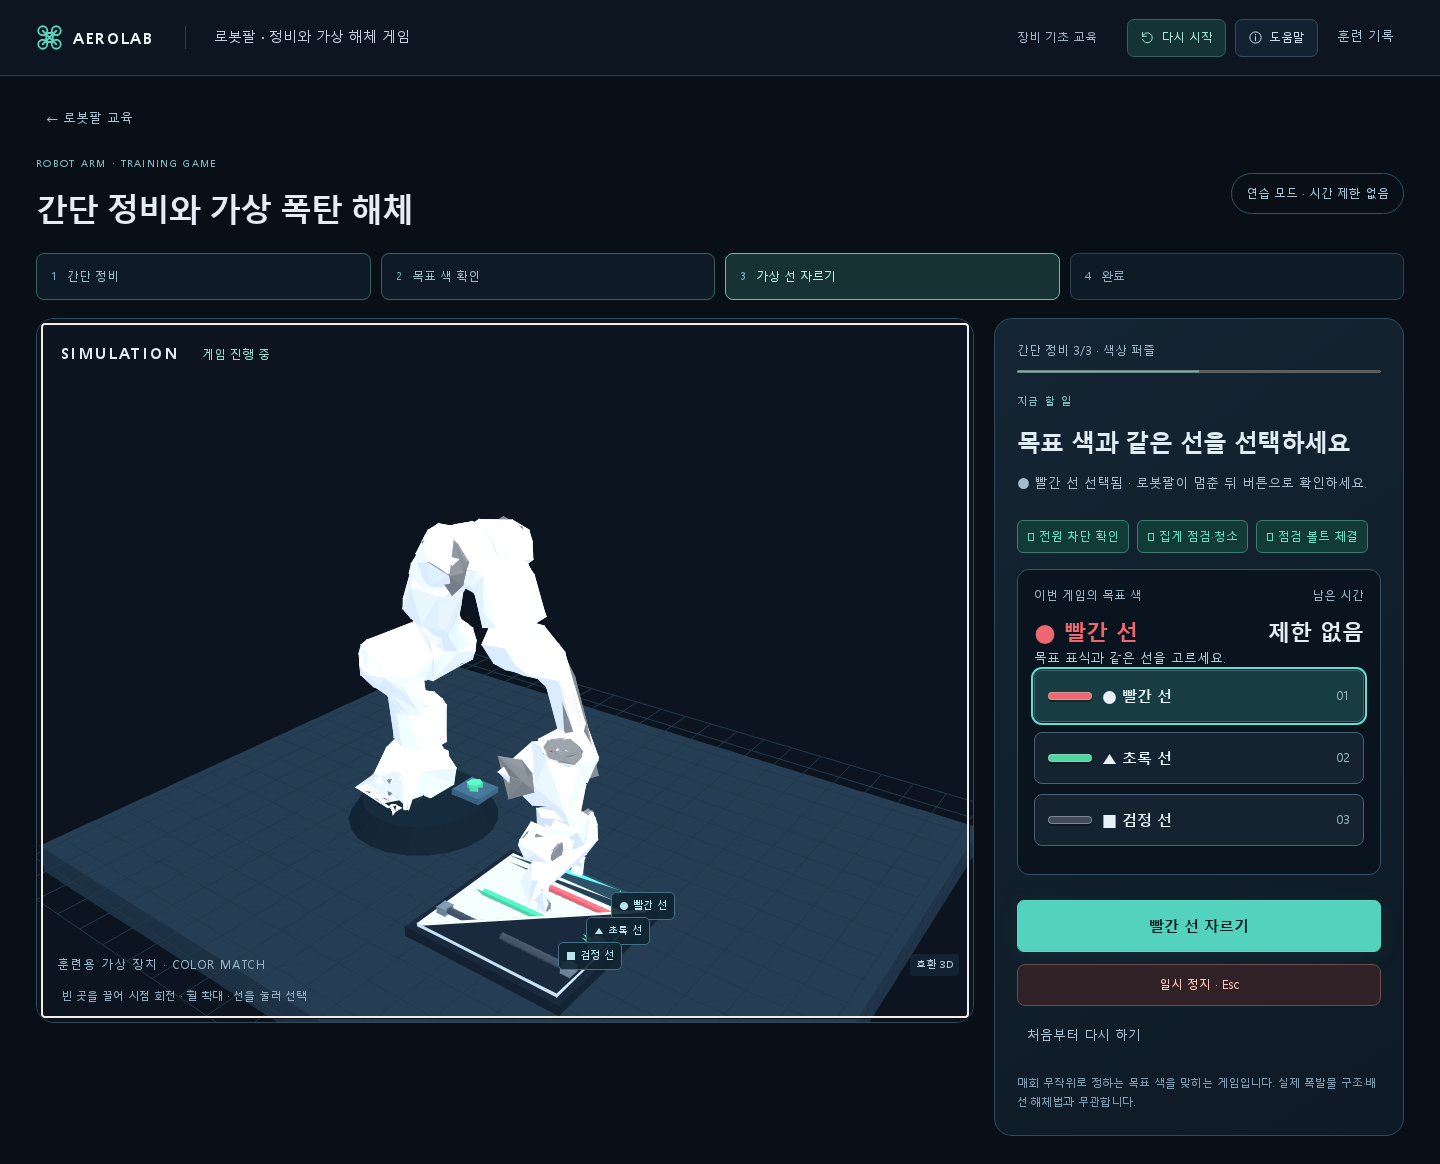 AEROLAB
로봇팔 · 정비와 가상 해체 게임
장비 기초 교육
다시 시작
도움말
훈련 기록
← 로봇팔 교육
ROBOT ARM · TRAINING GAME
간단 정비와 가상 폭탄 해체
연습 모드 · 시간 제한 없음
1 간단 정비
2 목표 색 확인
3 가상 선 자르기
4 완료
SIMULATION 게임 진행 중
● 빨간 선
▲ 초록 선
■ 검정 선
훈련용 가상 장치 · COLOR MATCH
호환 3D
빈 곳을 끌어 시점 회전 · 휠 확대 · 선을 눌러 선택
간단 정비 3/3 · 색상 퍼즐
지금 할 일
목표 색과 같은 선을 선택하세요
● 빨간 선 선택됨 · 로봇팔이 멈춘 뒤 버튼으로 확인하세요.
전원 차단 확인
집게 점검·청소
점검 볼트 체결
이번 게임의 목표 색
남은 시간
● 빨간 선
제한 없음
목표 표식과 같은 선을 고르세요.
● 빨간 선 01
▲ 초록 선 02
■ 검정 선 03
빨간 선 자르기
일시 정지 · Esc
처음부터 다시 하기
매회 무작위로 정하는 목표 색을 맞히는 게임입니다. 실제 폭발물 구조·배
선·해체법과 무관합니다.